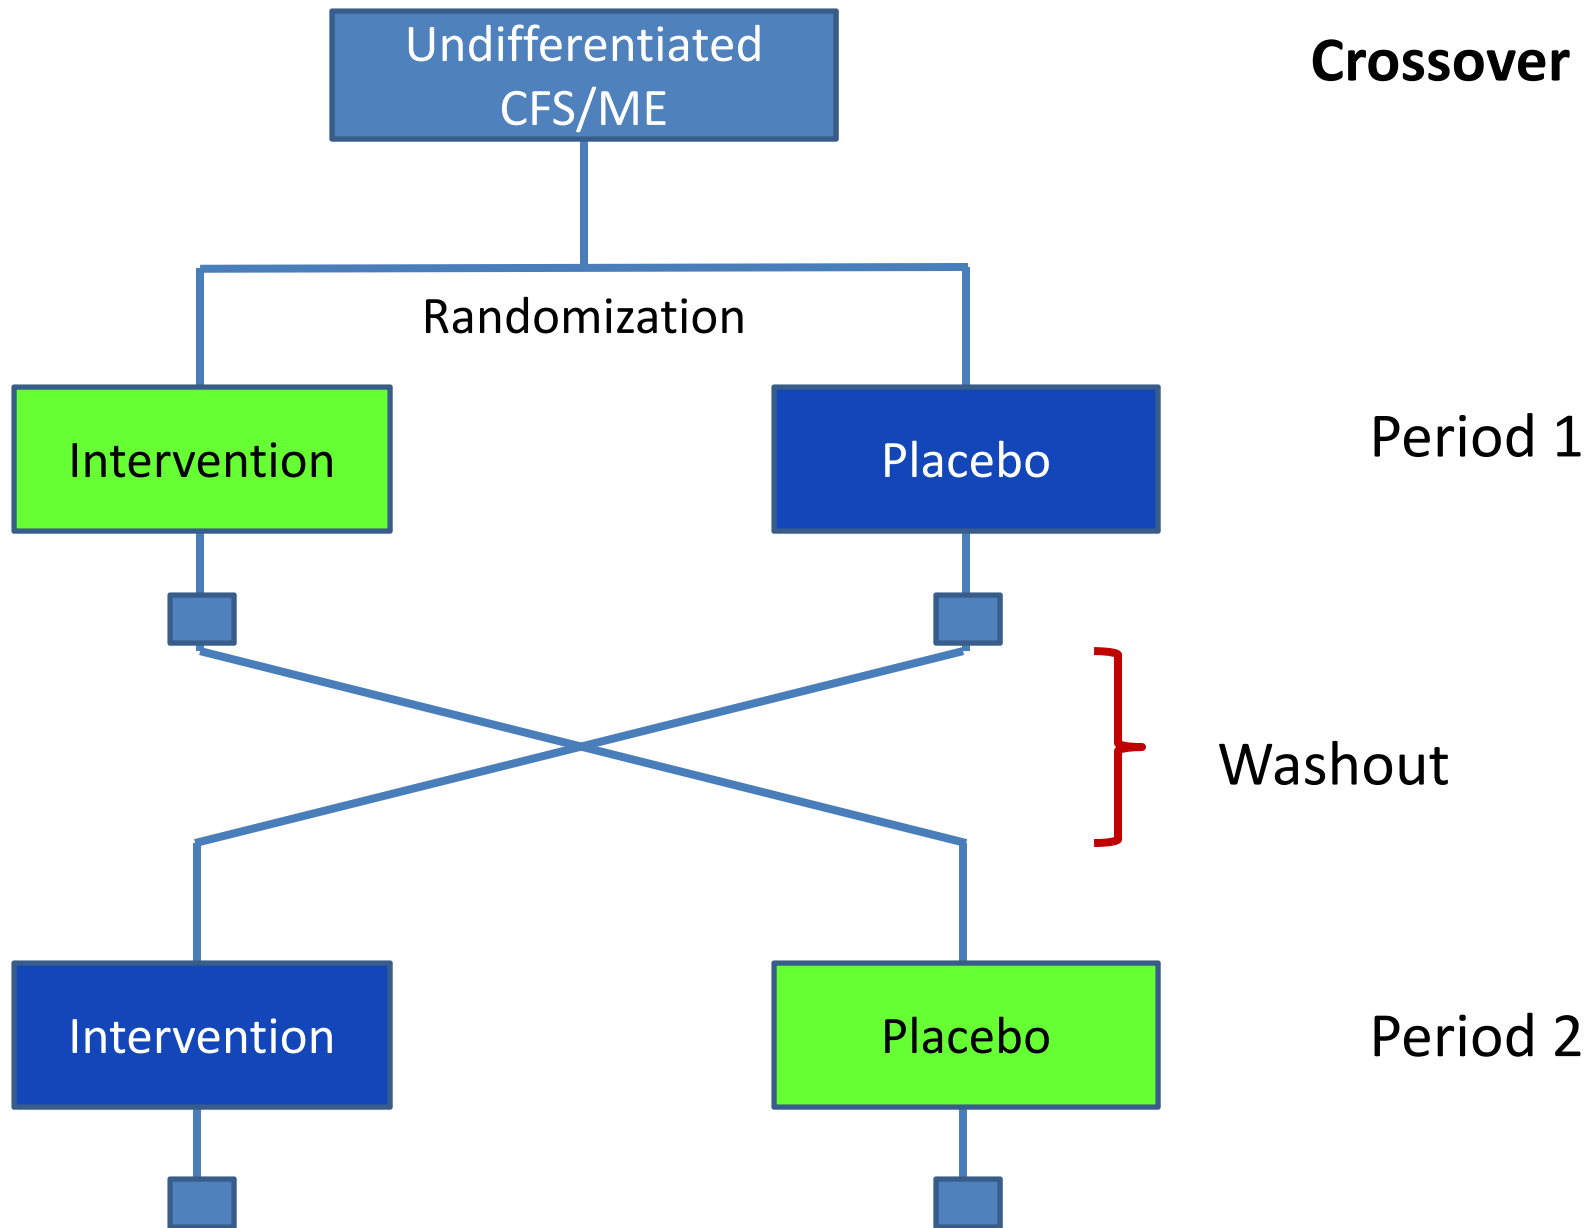 Undifferentiated
CFS/ME
Crossover
Randomization
Intervention
Placebo
Period 1
Washout
Intervention
Placebo
Period 2